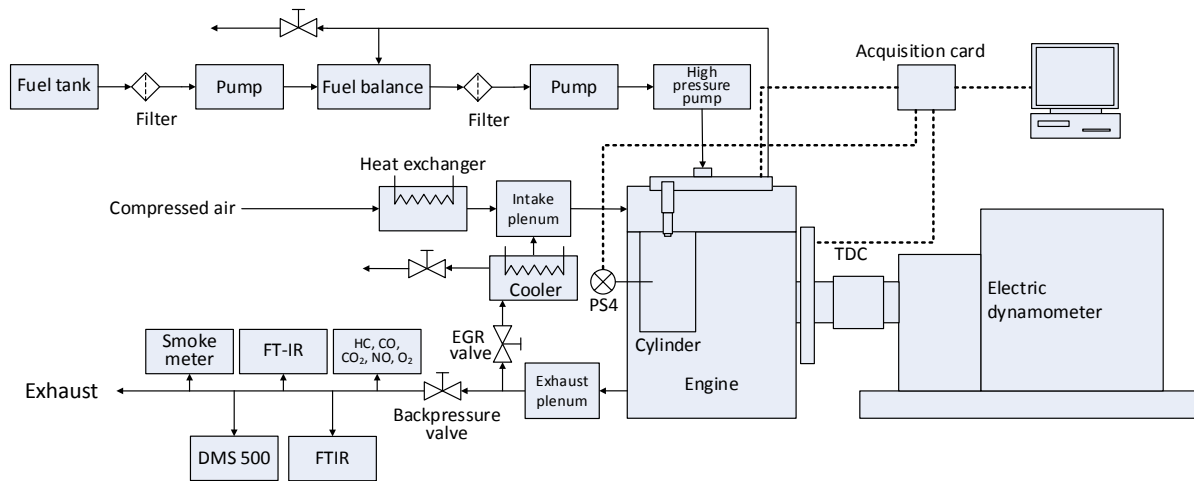 Acquisition card
Fuel tank
Filter
Pump
Fuel balance
Filter
Pump
High
pressure
pump
Heat exchanger
Compressed air
Intake
plenum
Cooler
PS4
TDC
Electric
dynamometer
Cylinder
Engine
EGR
valve
Smoke
meter
FT-IR
HC, CO,
CO₂, NO, O₂
Exhaust
Backpressure
valve
Exhaust
plenum
DMS 500
FTIR